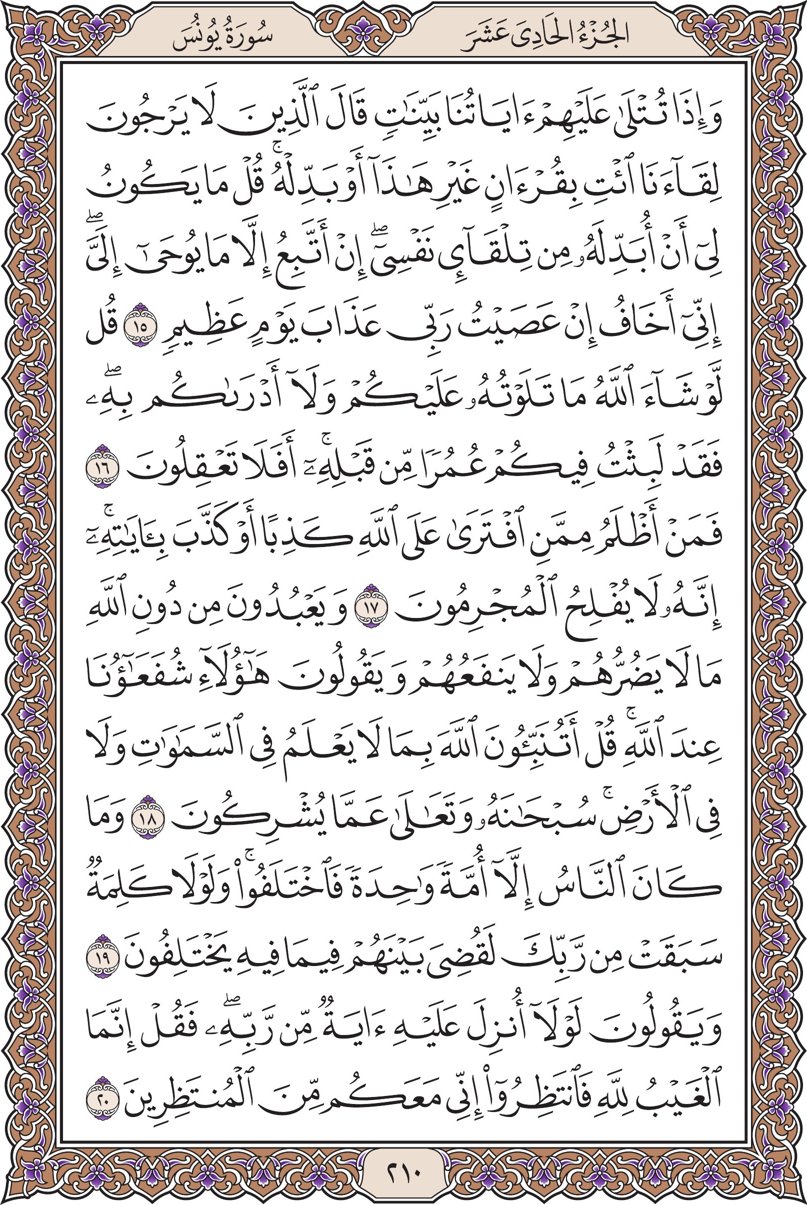 الجُزْءُ الحَادِىَ عَشَرَ
سُورَةُ يُونُسَ
وَإِذَا تُتْلَىٰ عَلَيْهِمْ ءَايَاتُنَا بَيِّنَٰتٖ قَالَ ٱلَّذِينَ لَا يَرْجُونَ
لِقَآءَنَا ٱئْتِ بِقُرْءَانٍ غَيْرِ هَٰذَآ أَوْ بَدِّلْهُۚ قُلْ مَا يَكُونُ
لِىٓ أَنْ أُبَدِّلَهُۥ مِن تِلْقَآئِ نَفْسِىٓۖ إِنْ أَتَّبِعُ إِلَّا مَا يُوحَىٰٓ إِلَىَّۖ
إِنِّىٓ أَخَافُ إِنْ عَصَيْتُ رَبِّى عَذَابَ يَوْمٍ عَظِيمٖ ١٥ قُل
لَّوْ شَآءَ ٱللَّهُ مَا تَلَوْتُهُۥ عَلَيْكُمْ وَلَآ أَدْرَىٰكُم بِهِۦۖ
فَقَدْ لَبِثْتُ فِيكُمْ عُمُرٗا مِّن قَبْلِهِۦٓۚ أَفَلَا تَعْقِلُونَ ١٦
فَمَنْ أَظْلَمُ مِمَّنِ ٱفْتَرَىٰ عَلَى ٱللَّهِ كَذِبًا أَوْ كَذَّبَ بِـَٔايَٰتِهِۦٓۚ
إِنَّهُۥ لَا يُفْلِحُ ٱلْمُجْرِمُونَ ١٧ وَيَعْبُدُونَ مِن دُونِ ٱللَّهِ
مَا لَا يَضُرُّهُمْ وَلَا يَنفَعُهُمْ وَيَقُولُونَ هَٰٓؤُلَآءِ شُفَعَٰٓؤُنَا
عِندَ ٱللَّهِۚ قُلْ أَتُنَبِّـُٔونَ ٱللَّهَ بِمَا لَا يَعْلَمُ فِى ٱلسَّمَٰوَٰتِ وَلَا
فِى ٱلْأَرْضِۚ سُبْحَٰنَهُۥ وَتَعَٰلَىٰ عَمَّا يُشْرِكُونَ ١٨ وَمَا
كَانَ ٱلنَّاسُ إِلَّآ أُمَّةٗ وَٰحِدَةٗ فَٱخْتَلَفُوا۟ۚ وَلَوْلَا كَلِمَةٞ
سَبَقَتْ مِن رَّبِّكَ لَقُضِىَ بَيْنَهُمْ فِيمَا فِيهِ يَخْتَلِفُونَ ١٩
وَيَقُولُونَ لَوْلَآ أُنزِلَ عَلَيْهِ ءَايَةٞ مِّن رَّبِّهِۦۖ فَقُلْ إِنَّمَا
ٱلْغَيْبُ لِلَّهِ فَٱنتَظِرُوٓا۟ إِنِّى مَعَكُم مِّنَ ٱلْمُنتَظِرِينَ ٢٠
٢١٠